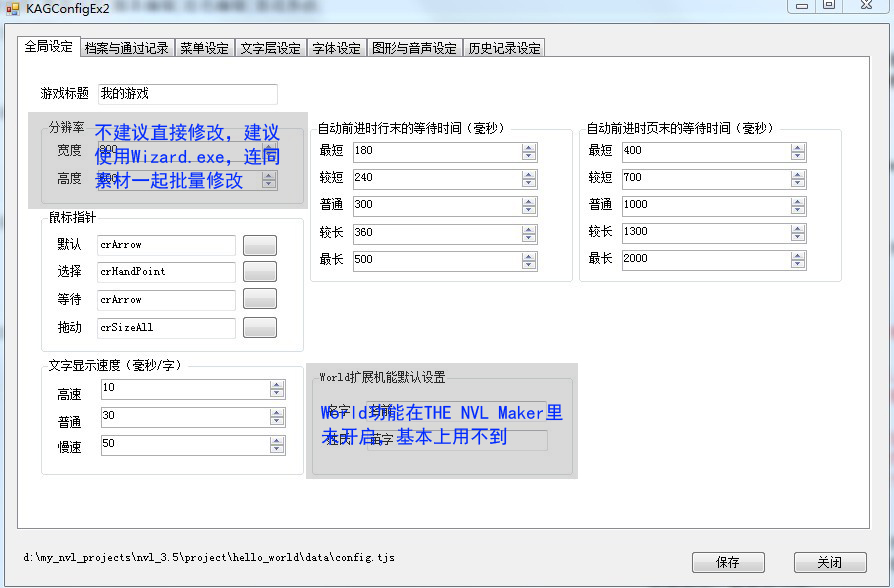 KAGConfigEx2
全局设定 档案与通过记录 菜单设定 文字层设定 字体设定 图形与音声设定 历史记录设定
游戏标题 我的游戏
分辨率
宽度
高度
不建议直接修改，建议
使用Wizard.exe，连同
素材一起批量修改
鼠标指针
默认 crArrow
选择 crHandPoint
等待 crArrow
拖动 crSizeAll
文字显示速度（毫秒/字）
高速 10
普通 30
慢速 50
自动前进时行末的等待时间（毫秒）
最短 180
较短 240
普通 300
较长 360
最长 500
自动前进时页末的等待时间（毫秒）
最短 400
较短 700
普通 1000
较长 1300
最长 2000
World扩展机能默认设置
World功能在THE NVL Maker里
未开启，基本上用不到
d:\my_nvl_projects\nvl_3.5\project\hello_world\data\config.tjs
保存 关闭